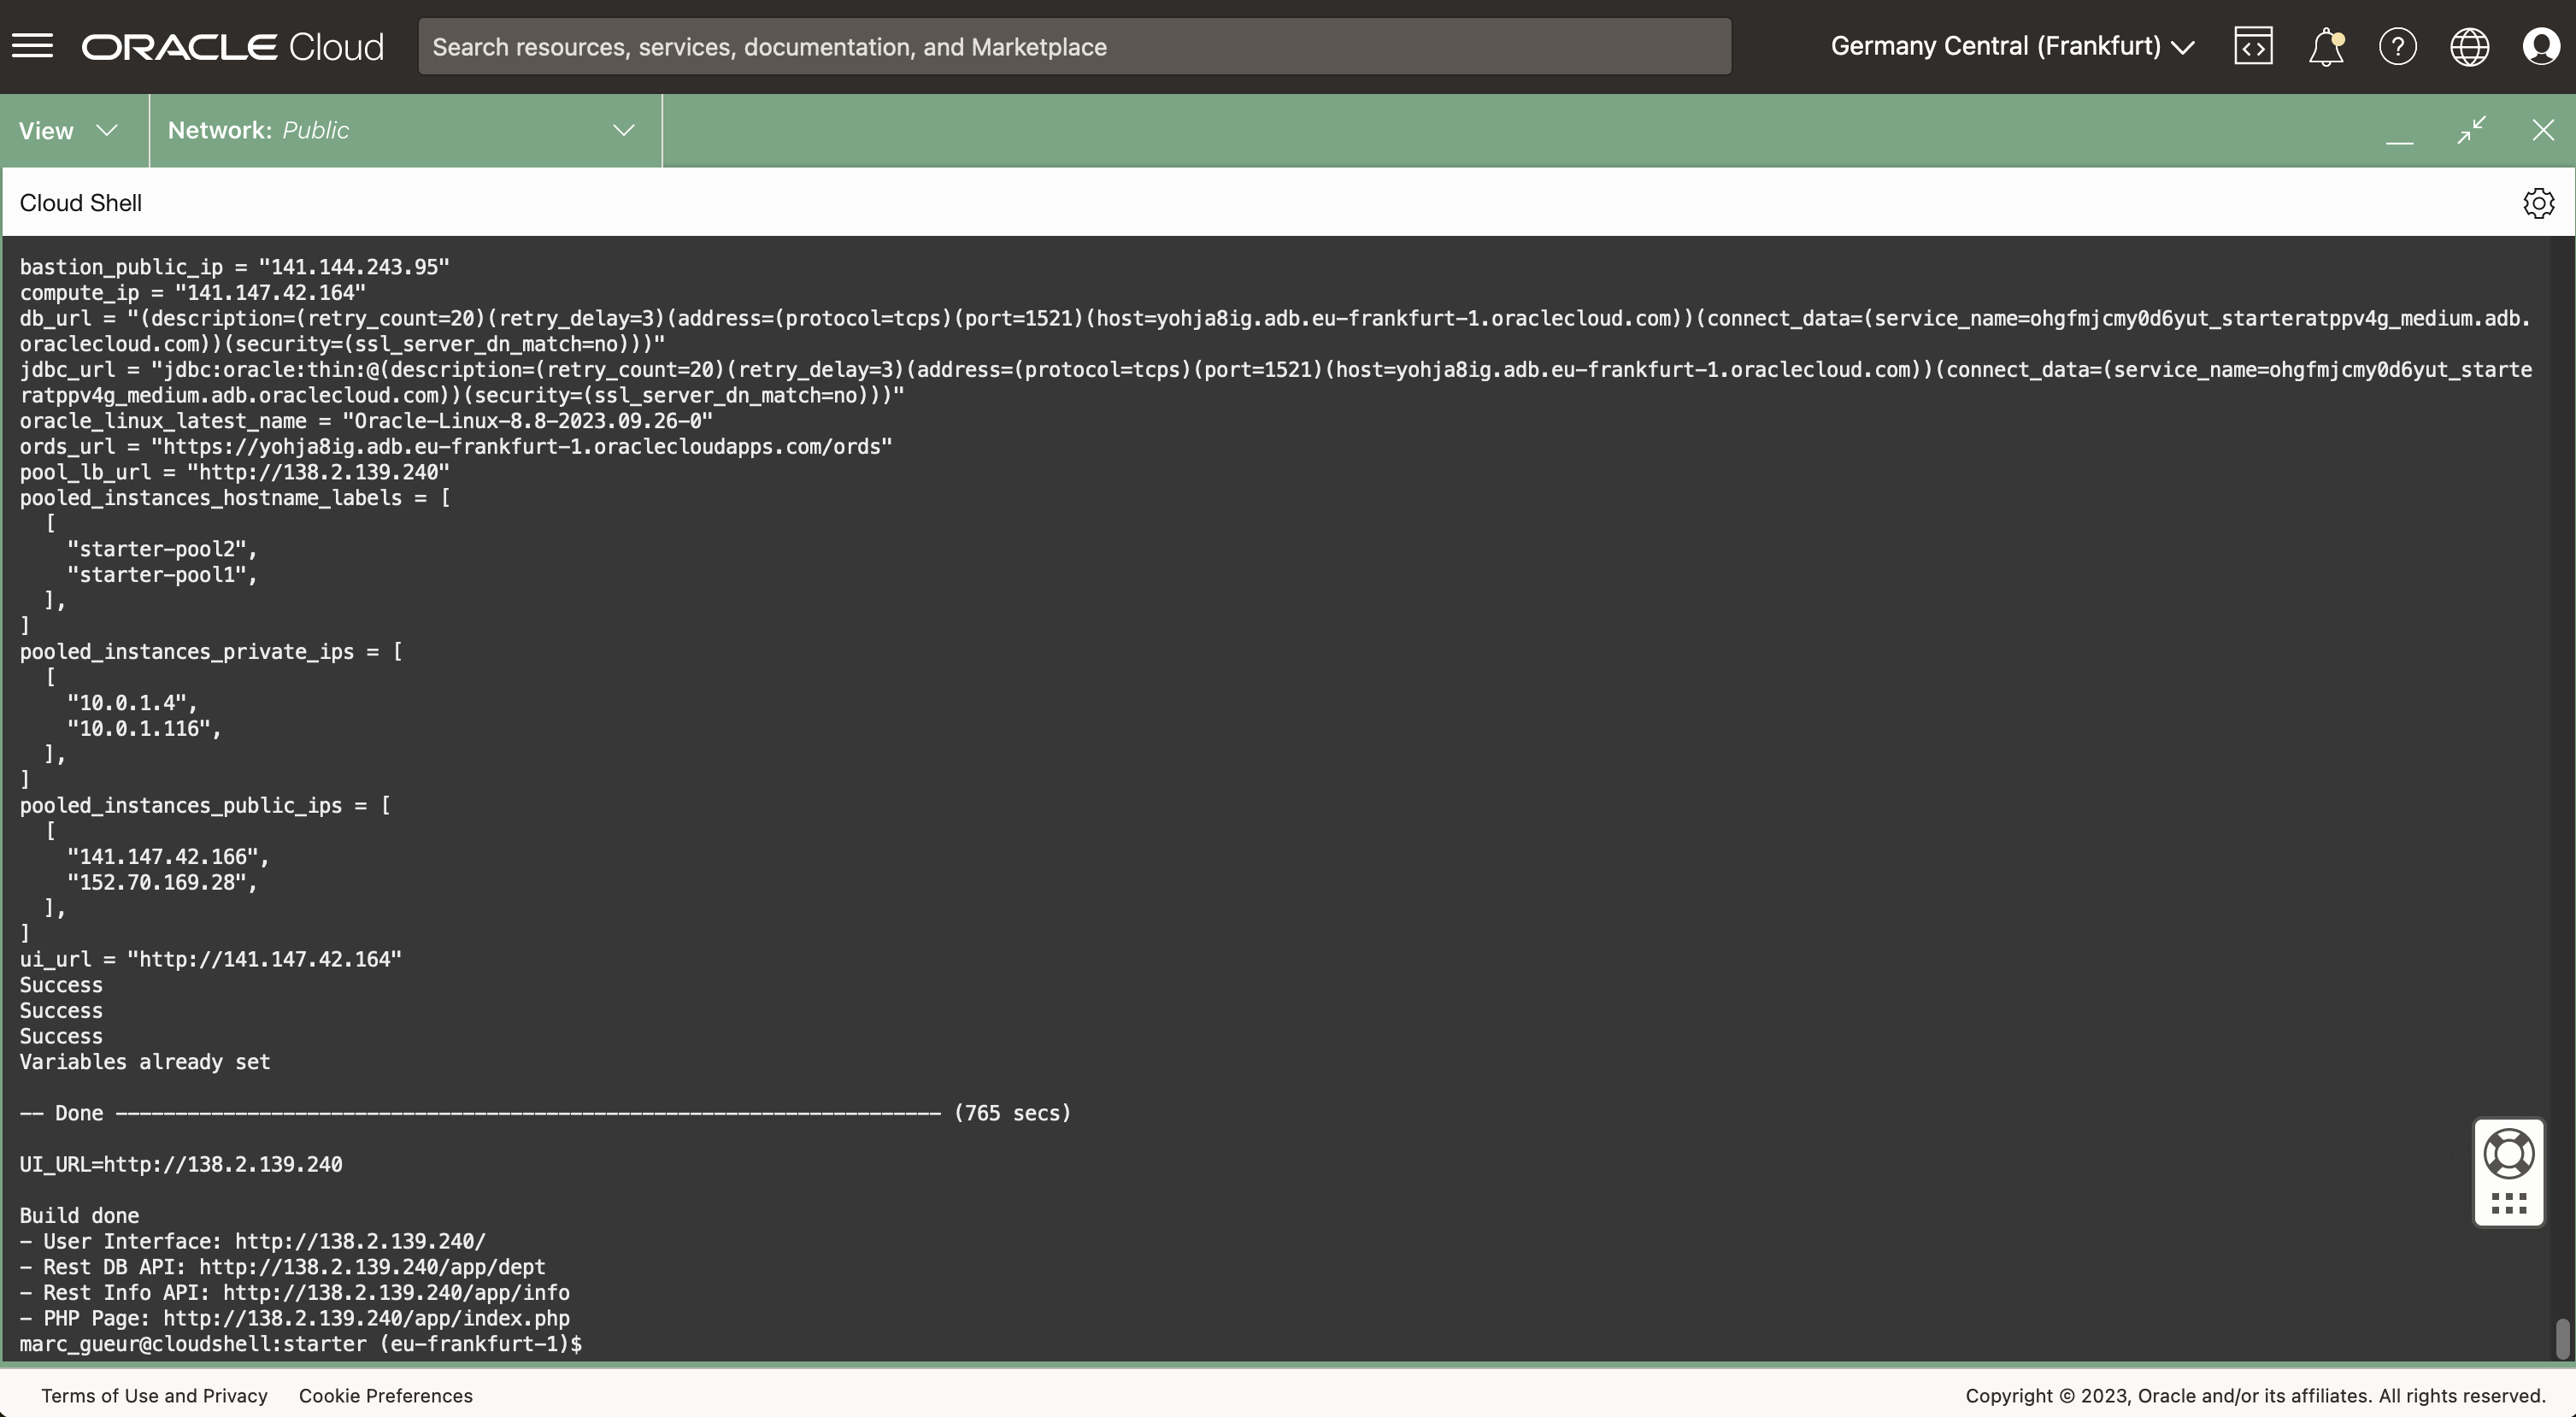 ORACLE Cloud
Search resources, services, documentation, and Marketplace
Germany Central (Frankfurt)
View
Network: Public
Cloud Shell
bastion_public_ip = "141.144.243.95"
compute_ip = "141.147.42.164"
db_url = "(description=(retry_count=20)(retry_delay=3)(address=(protocol=tcps)(port=1521)(host=yohja8ig.adb.eu-frankfurt-1.oraclecloud.com))(connect_data=(service_name=ohgfmjcmy0d6yut_starteratppv4g_medium.adb.
oraclecloud.com))(security=(ssl_server_dn_match=no)))"
jdbc_url = "jdbc:oracle:thin:@(description=(retry_count=20)(retry_delay=3)(address=(protocol=tcps)(port=1521)(host=yohja8ig.adb.eu-frankfurt-1.oraclecloud.com))(connect_data=(service_name=ohgfmjcmy0d6yut_starte
ratppv4g_medium.adb.oraclecloud.com))(security=(ssl_server_dn_match=no)))"
oracle_linux_latest_name = "Oracle-Linux-8.8-2023.09.26-0"
ords_url = "https://yohja8ig.adb.eu-frankfurt-1.oraclecloudapps.com/ords"
pool_lb_url = "http://138.2.139.240"
pooled_instances_hostname_labels = [
  [
    "starter-pool2",
    "starter-pool1",
  ],
]
pooled_instances_private_ips = [
  [
    "10.0.1.4",
    "10.0.1.116",
  ],
]
pooled_instances_public_ips = [
  [
    "141.147.42.166",
    "152.70.169.28",
  ],
]
ui_url = "http://141.147.42.164"
Success
Success
Success
Variables already set
-- Done --------------------------------------------------------------------- (765 secs)
UI_URL=http://138.2.139.240
Build done
- User Interface: http://138.2.139.240/
- Rest DB API: http://138.2.139.240/app/dept
- Rest Info API: http://138.2.139.240/app/info
- PHP Page: http://138.2.139.240/app/index.php
marc_gueur@cloudshell:starter (eu-frankfurt-1)$
Terms of Use and Privacy
Cookie Preferences
Copyright © 2023, Oracle and/or its affiliates. All rights reserved.